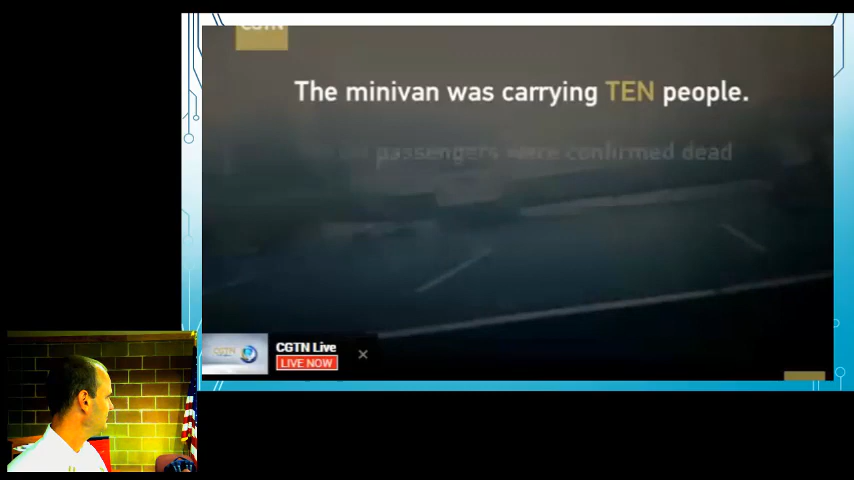 CGTN
The minivan was carrying TEN people.
passengers were confirmed dead
CGTN Live
LIVE NOW